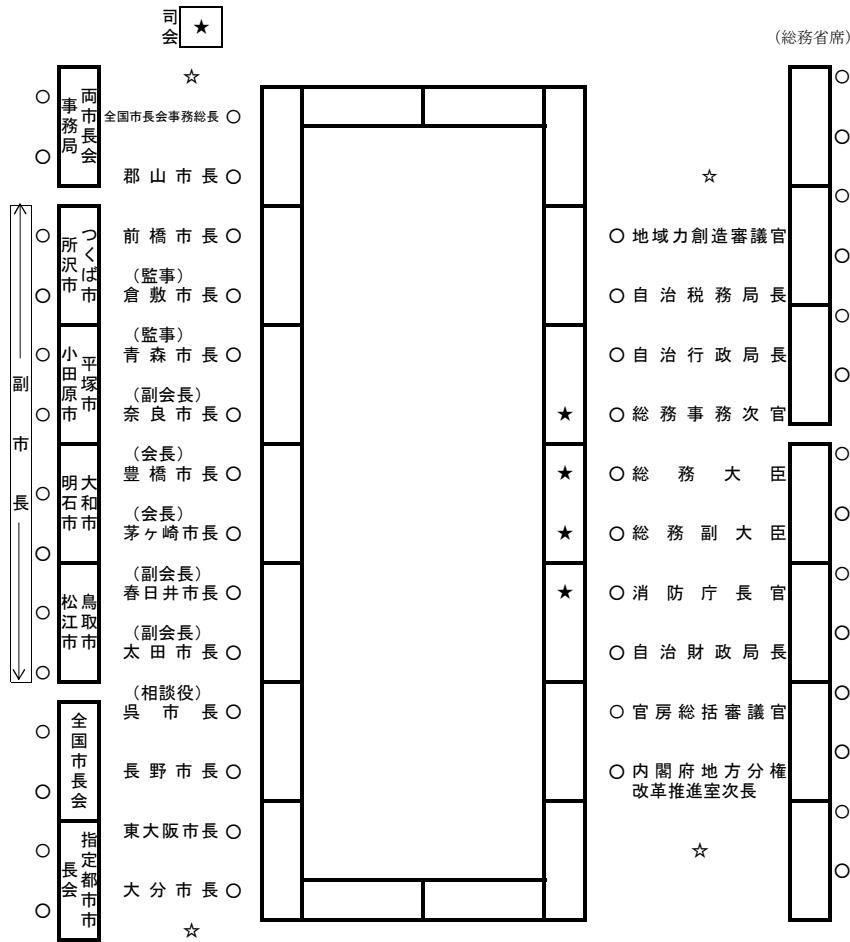 司会
★
（総務省席）
☆
両市長会
事務局
全国市長会事務総長 ○
郡山市長 ○
前橋市長 ○
（監事）
倉敷市長 ○
（監事）
青森市長 ○
（副会長）
奈良市長 ○
（会長）
豊橋市長 ○
（会長）
茅ヶ崎市長 ○
（副会長）
春日井市長 ○
（副会長）
太田市長 ○
（相談役）
呉市長 ○
長野市長 ○
東大阪市長 ○
大分市長 ○
☆
副市長
つくば市
所沢市
平塚市
小田原市
大和市
明石市
鳥取市
松江市
全国市長会
指定都市市
長会
★
★
★
★
☆
○ 地域力創造審議官
○ 自治税務局長
○ 自治行政局長
○ 総務事務次官
○ 総務大臣
○ 総務副大臣
○ 消防庁長官
○ 自治財政局長
○ 官房総括審議官
○ 内閣府地方分権
改革推進室次長
☆